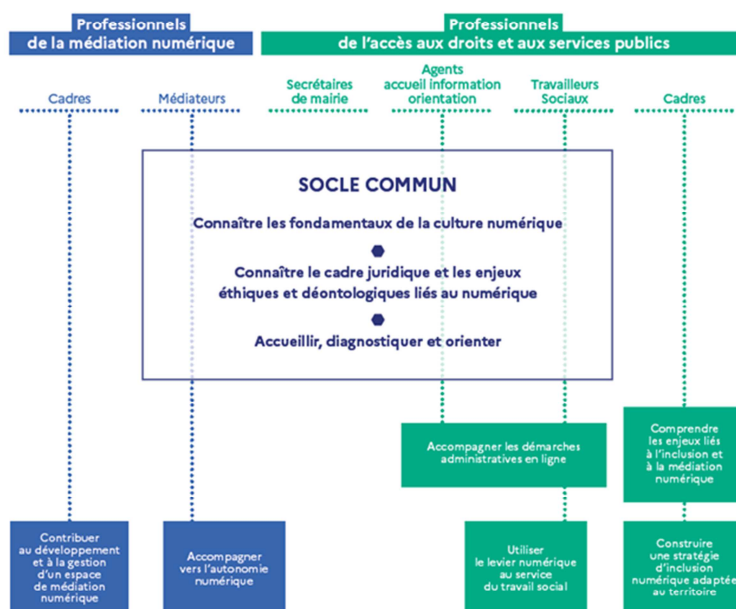 Professionnels
de la médiation numérique
Professionnels
de l'accès aux droits et aux services publics
Cadres
Médiateurs
Secrétaires
de mairie
Agents
accueil information
orientation
Travailleurs
Sociaux
Cadres
SOCLE COMMUN
Connaître les fondamentaux de la culture numérique
Connaître le cadre juridique et les enjeux
éthiques et déontologiques liés au numérique
Accueillir, diagnostiquer et orienter
Accompagner les démarches
administratives en ligne
Comprendre
les enjeux liés
à l'inclusion et
à la médiation
numérique
Contribuer
au développement
et à la gestion
d'un espace
de médiation
numérique
Accompagner
vers l'autonomie
numérique
Utiliser
le levier numérique
au service
du travail social
Construire
une stratégie
d'inclusion
numérique adaptée
au territoire